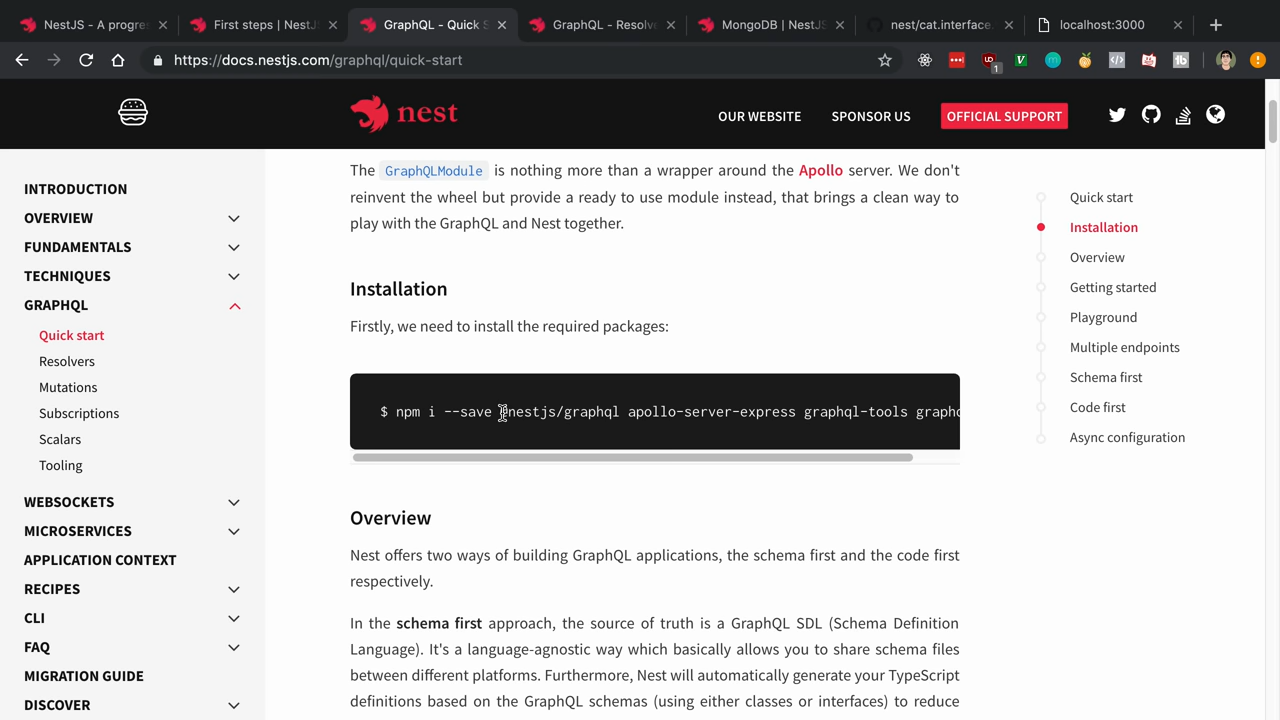 NestJS - A progre
First steps | NestJ
GraphQL - Quick S
GraphQL - Resolv
MongoDB | NestJS
nest/cat.interface.
localhost:3000
https://docs.nestjs.com/graphql/quick-start
1
nest
OUR WEBSITE
SPONSOR US
OFFICIAL SUPPORT
INTRODUCTION
OVERVIEW
FUNDAMENTALS
TECHNIQUES
GRAPHQL
Quick start
Resolvers
Mutations
Subscriptions
Scalars
Tooling
WEBSOCKETS
MICROSERVICES
APPLICATION CONTEXT
RECIPES
CLI
FAQ
MIGRATION GUIDE
DISCOVER
The GraphQLModule is nothing more than a wrapper around the Apollo server. We don't
reinvent the wheel but provide a ready to use module instead, that brings a clean way to
play with the GraphQL and Nest together.
Installation
Firstly, we need to install the required packages:
$ npm i --save @nestjs/graphql apollo-server-express graphql-tools graphq
Overview
Nest offers two ways of building GraphQL applications, the schema first and the code first
respectively.
In the schema first approach, the source of truth is a GraphQL SDL (Schema Definition
Language). It's a language-agnostic way which basically allows you to share schema files
between different platforms. Furthermore, Nest will automatically generate your TypeScript
definitions based on the GraphQL schemas (using either classes or interfaces) to reduce
Quick start
Installation
Overview
Getting started
Playground
Multiple endpoints
Schema first
Code first
Async configuration